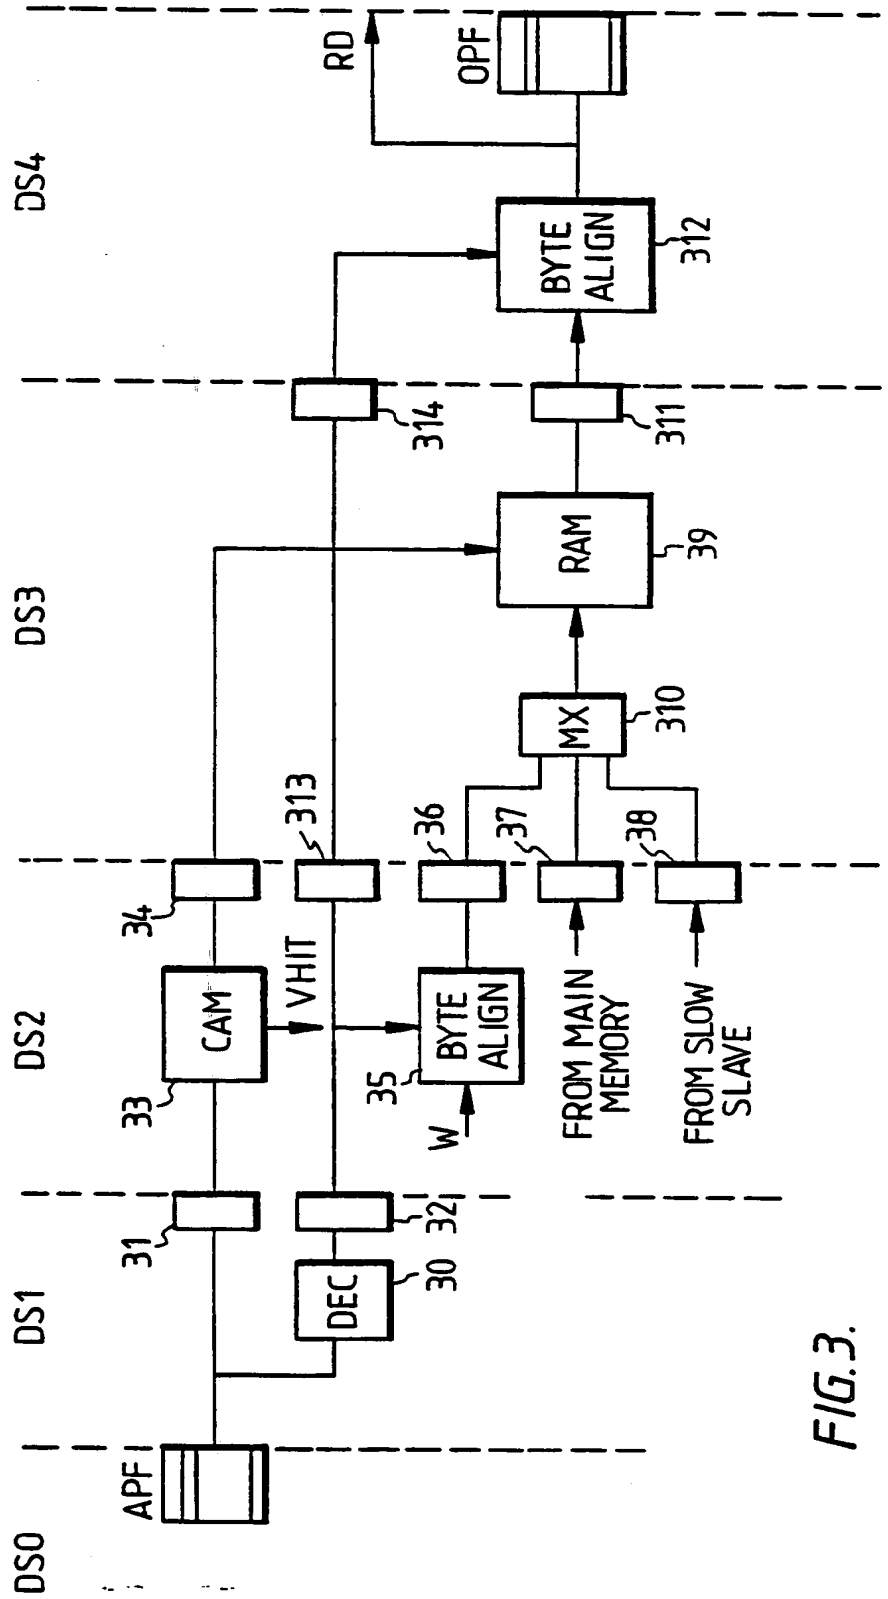 DS0
DS1
DS2
DS3
DS4
APF
31
33
CAM
34
VHIT
DEC
30
32
313
314
RD
W
35
BYTE
ALIGN
36
FROM MAIN
MEMORY
37
FROM SLOW
SLAVE
38
MX
310
RAM
39
311
BYTE
ALIGN
312
OPF
FIG.3.